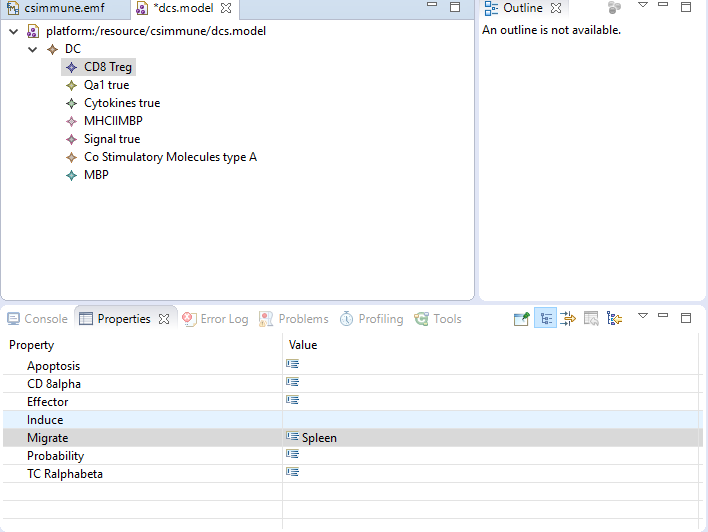 csimmune.emf *dcs.model
platform:/resource/csimmune/dcs.model
DC
CD8 Treg
Qa1 true
Cytokines true
MHCIIMBP
Signal true
Co Stimulatory Molecules type A
MBP
Outline
An outline is not available.
Console Properties Error Log Problems Profiling Tools
Property Value
Apoptosis
CD 8alpha
Effector
Induce
Migrate Spleen
Probability
TC Ralphabeta